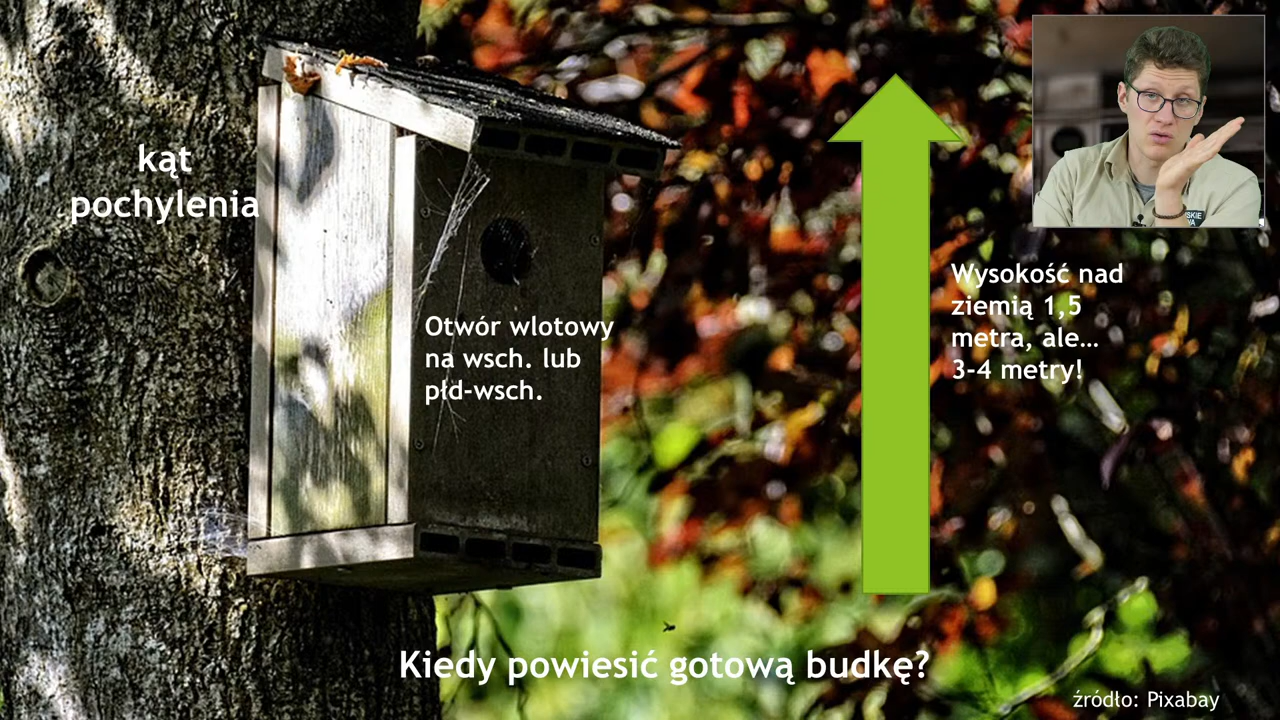 kąt
pochylenia
Otwór wlotowy
na wsch. lub
płd-wsch.
Wysokość nad
ziemią 1,5
metra, ale...
3-4 metry!
Kiedy powiesić gotową budkę?
źródło: Pixabay